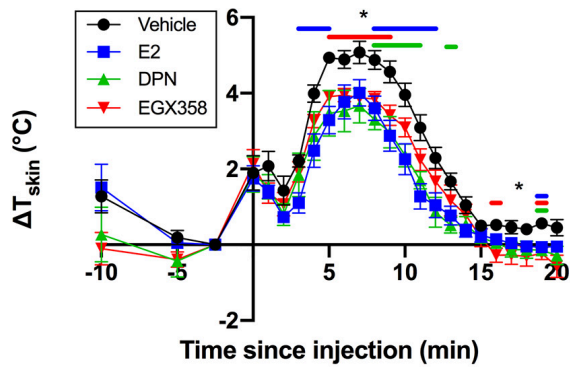 Vehicle
E2
DPN
EGX358
*
*
6
4
2
-2
-10
-5
5
10
15
20
ΔTskin (°C)
Time since injection (min)